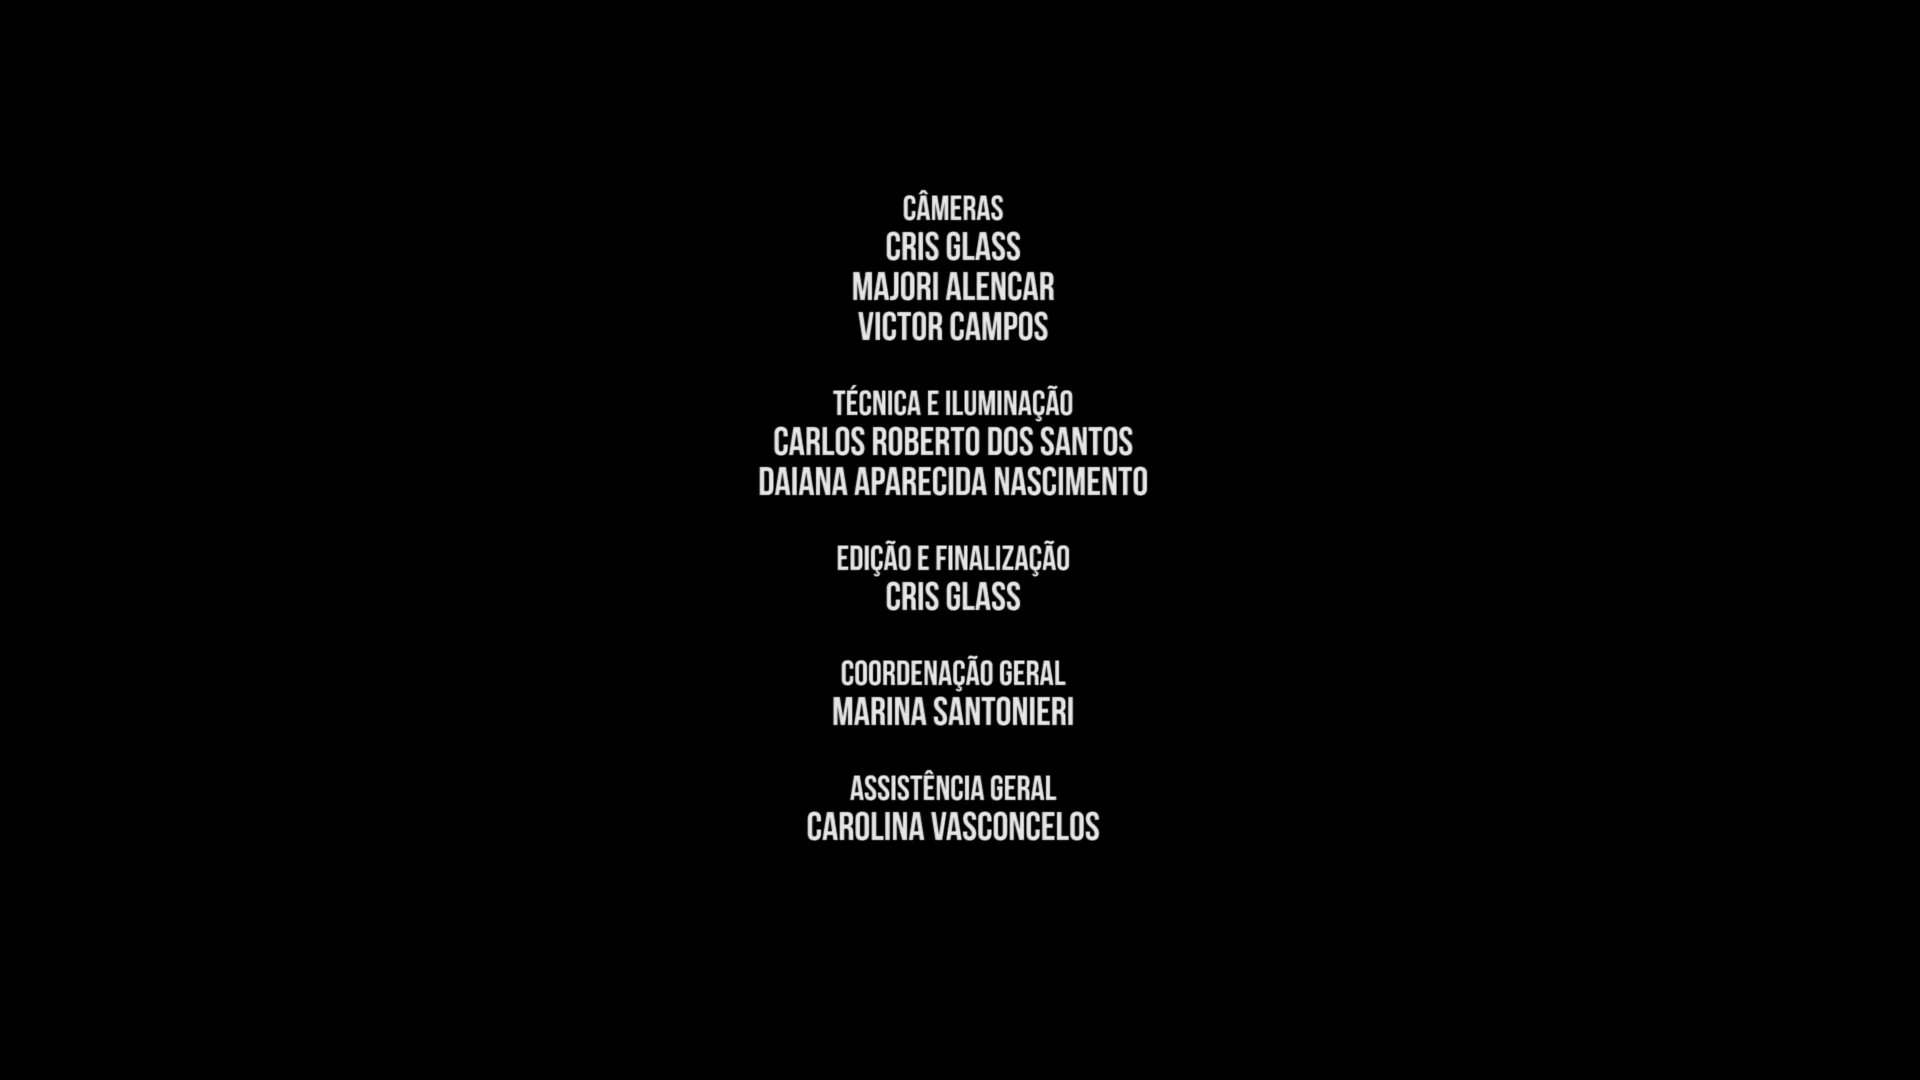 CÂMERAS
CRIS GLASS
MAJORI ALENCAR
VICTOR CAMPOS
TÉCNICA E ILUMINAÇÃO
CARLOS ROBERTO DOS SANTOS
DAIANA APARECIDA NASCIMENTO
EDIÇÃO E FINALIZAÇÃO
CRIS GLASS
COORDENAÇÃO GERAL
MARINA SANTONIERI
ASSISTÊNCIA GERAL
CAROLINA VASCONCELOS